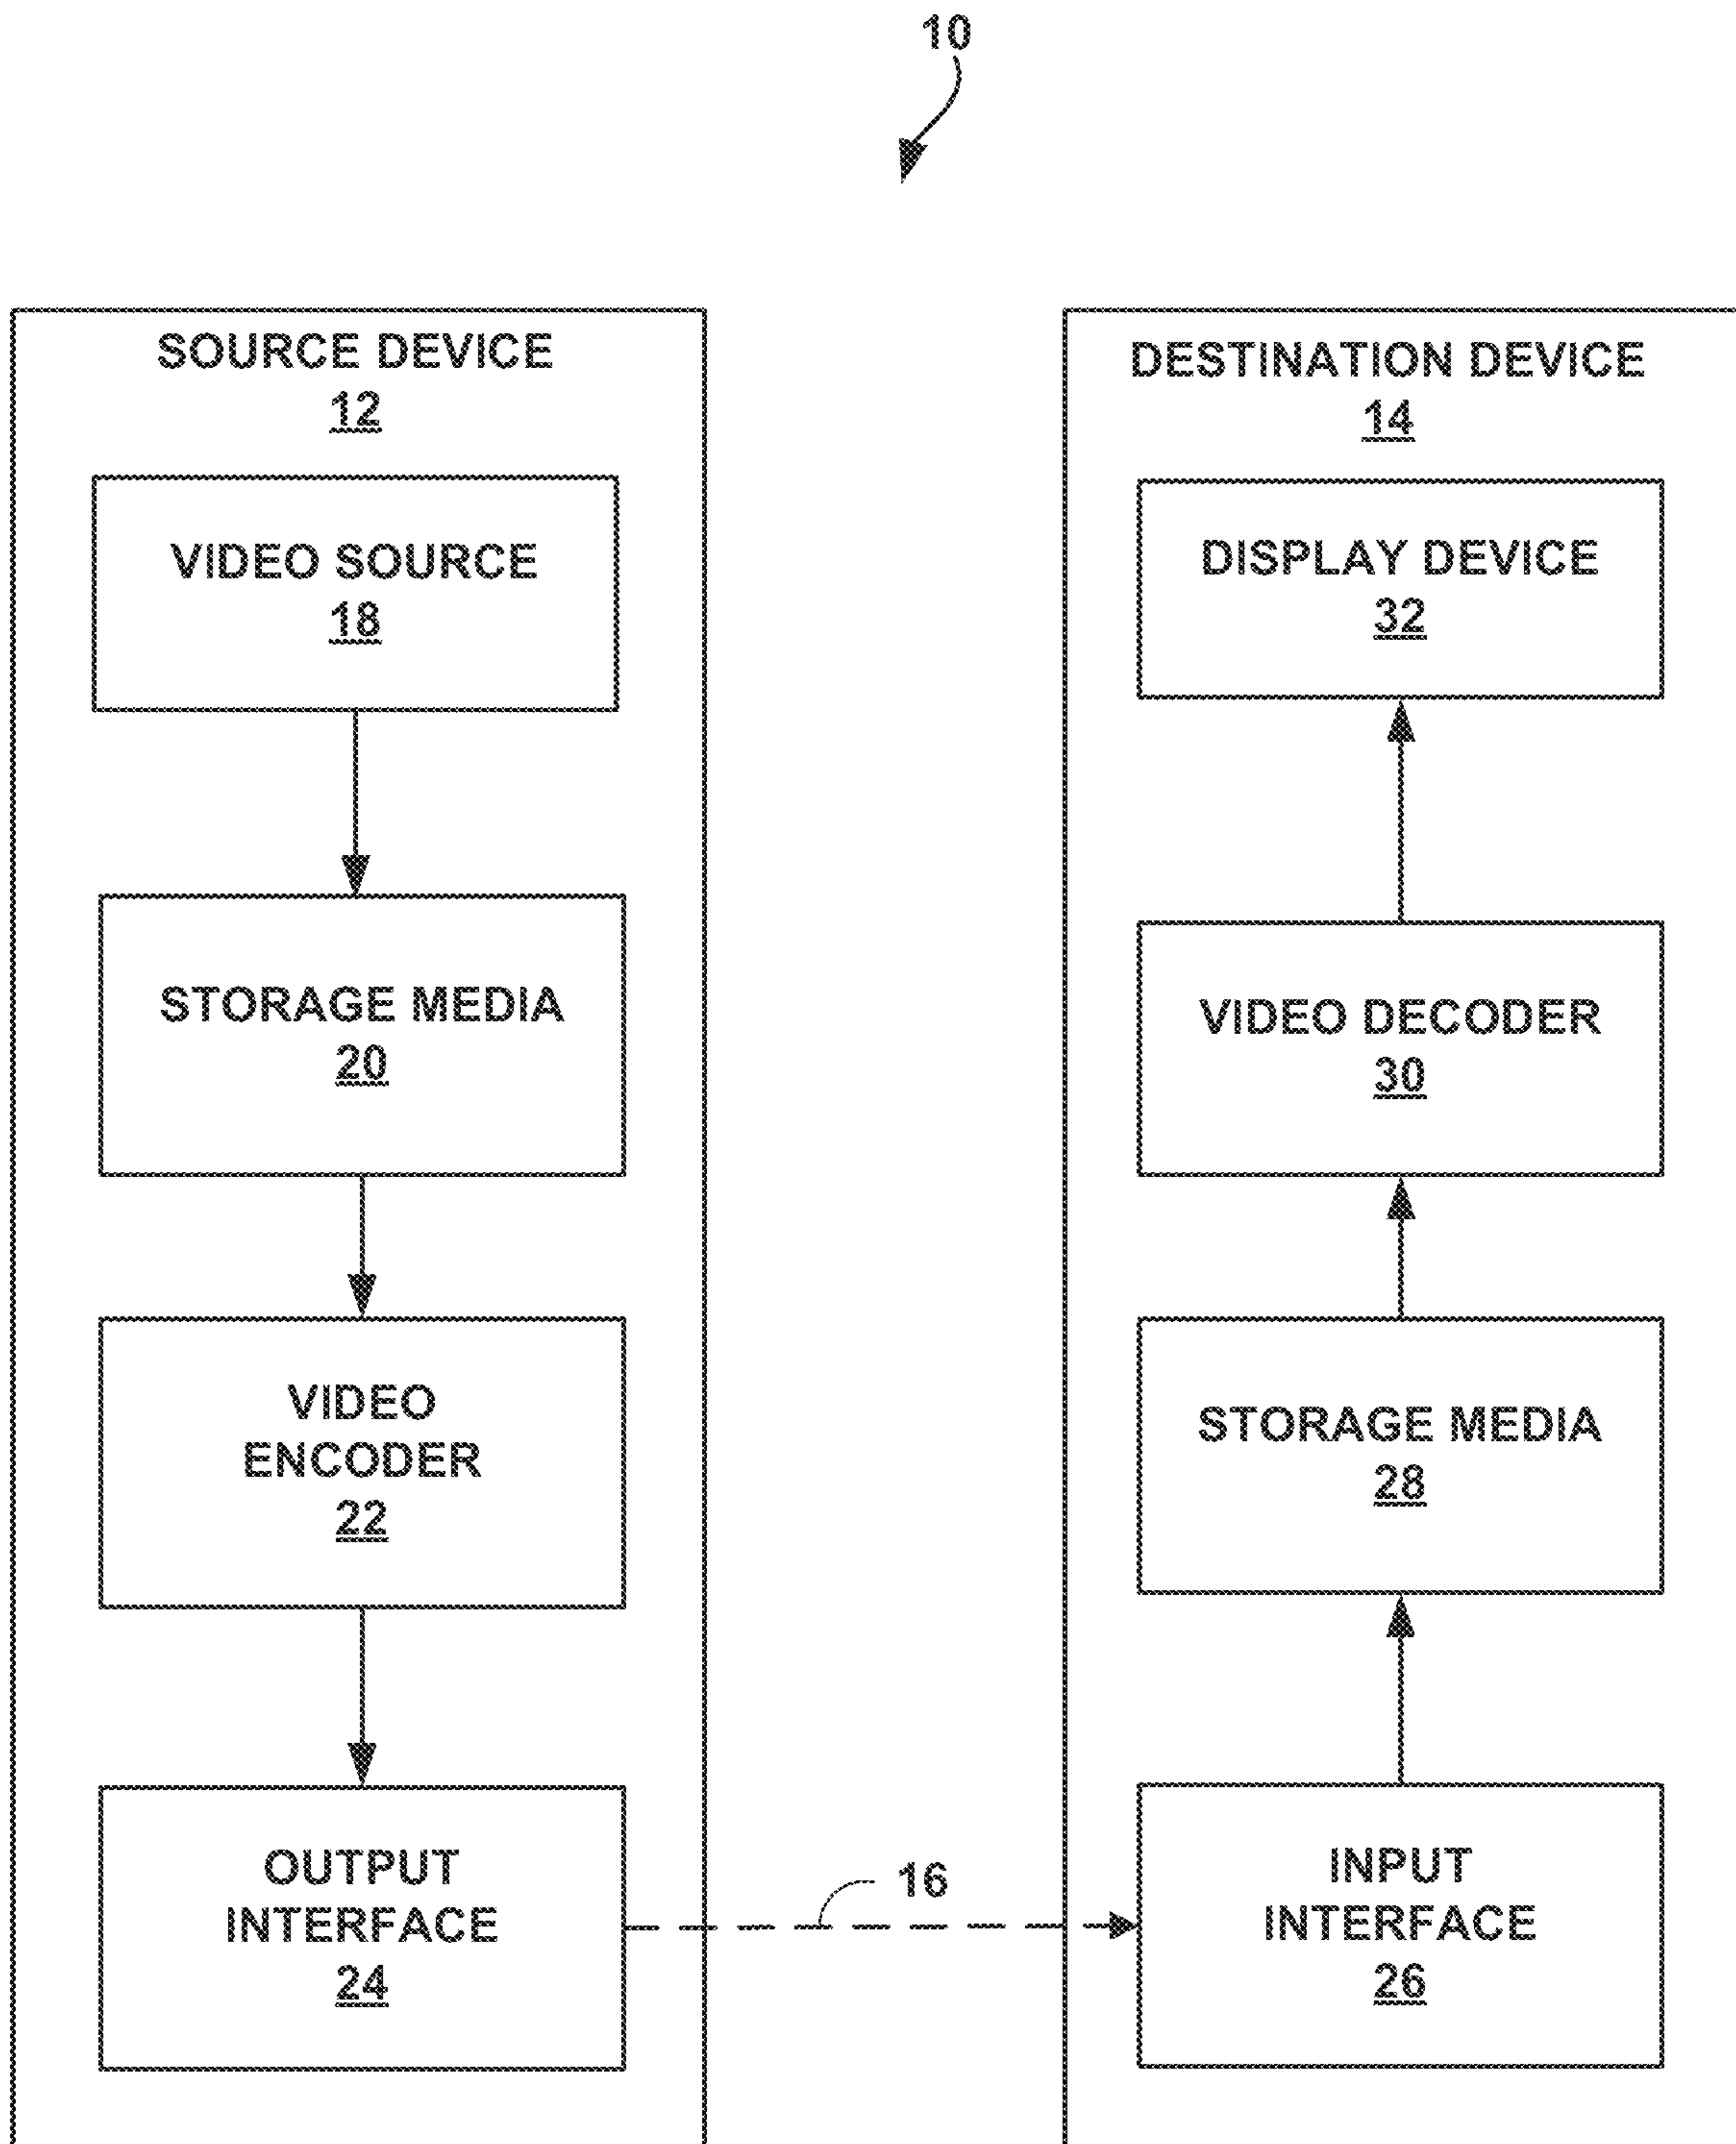 10
SOURCE DEVICE
12
VIDEO SOURCE
18
STORAGE MEDIA
20
VIDEO
ENCODER
22
OUTPUT
INTERFACE
24
16
DESTINATION DEVICE
14
DISPLAY DEVICE
32
VIDEO DECODER
30
STORAGE MEDIA
28
INPUT
INTERFACE
26